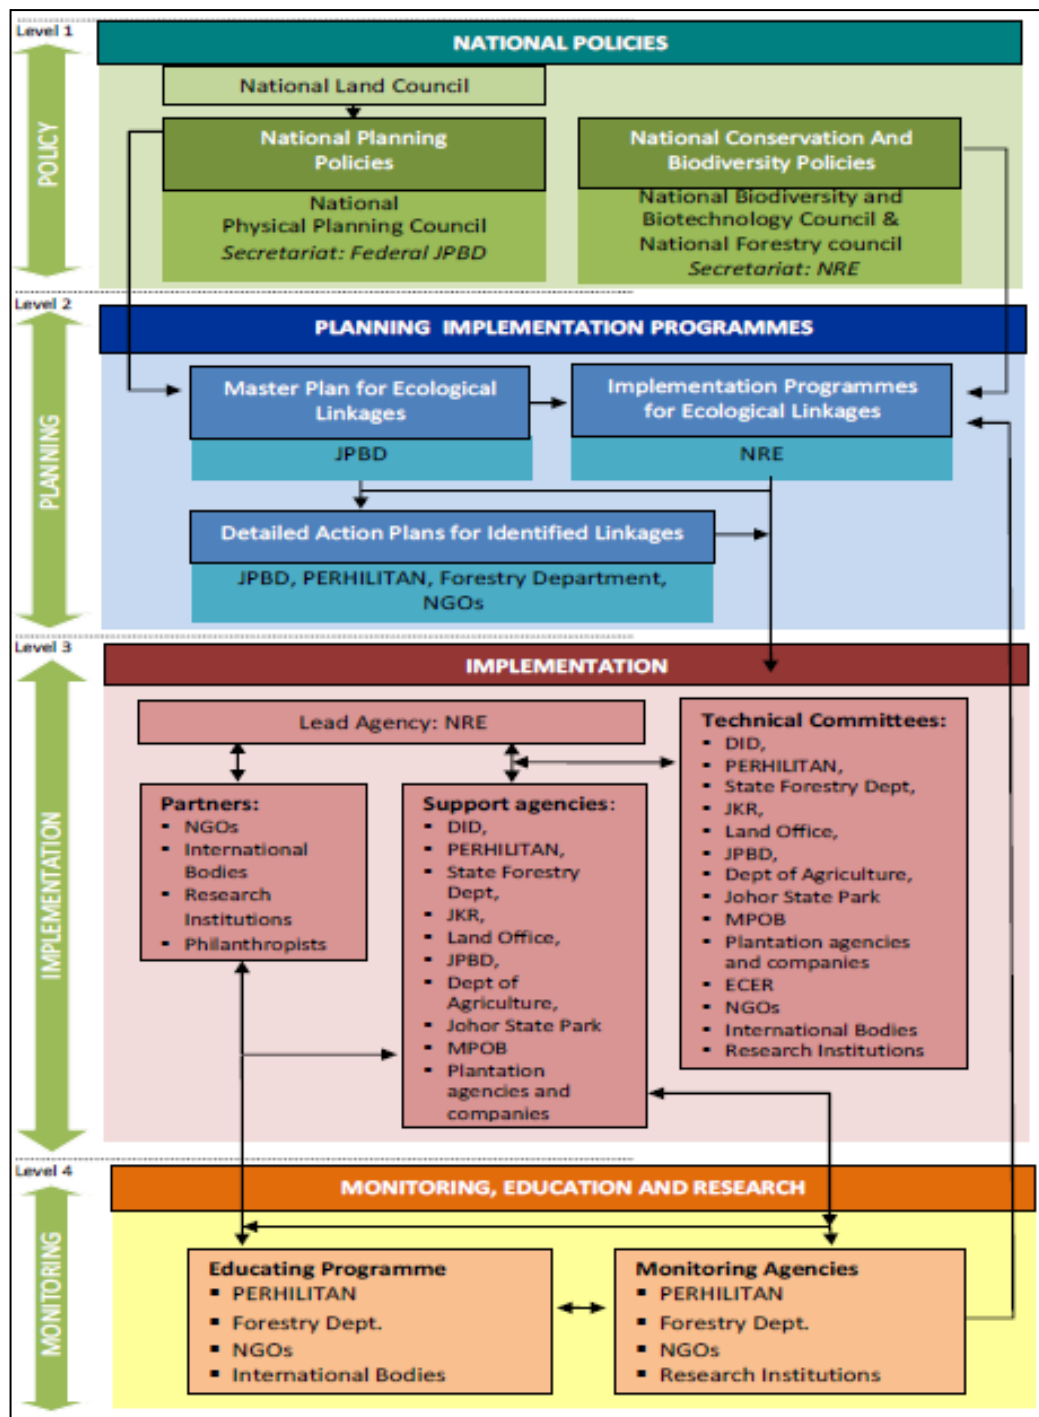 Level 1
NATIONAL POLICIES
POLICY
National Land Council
National Planning
Policies
National
Physical Planning Council
Secretariat: Federal JPBD
National Conservation And
Biodiversity Policies
National Biodiversity and
Biotechnology Council &
National Forestry council
Secretariat: NRE
Level 2
PLANNING IMPLEMENTATION PROGRAMMES
PLANNING
Master Plan for Ecological
Linkages
JPBD
Implementation Programmes
for Ecological Linkages
NRE
Detailed Action Plans for Identified Linkages
JPBD, PERHILITAN, Forestry Department,
NGOs
Level 3
IMPLEMENTATION
IMPLEMENTATION
Lead Agency: NRE
Partners:
▪ NGOs
▪ International
Bodies
▪ Research
Institutions
▪ Philanthropists
Support agencies:
▪ DID,
▪ PERHILITAN,
▪ State Forestry
Dept,
▪ JKR,
▪ Land Office,
▪ JPBD,
▪ Dept of
Agriculture,
▪ Johor State Park
▪ MPOB
▪ Plantation
agencies and
companies
Technical Committees:
▪ DID,
▪ PERHILITAN,
▪ State Forestry Dept,
▪ JKR,
▪ Land Office,
▪ JPBD,
▪ Dept of Agriculture,
▪ Johor State Park
▪ MPOB
▪ Plantation agencies
and companies
▪ ECER
▪ NGOs
▪ International Bodies
▪ Research Institutions
Level 4
MONITORING, EDUCATION AND RESEARCH
MONITORING
Educating Programme
▪ PERHILITAN
▪ Forestry Dept.
▪ NGOs
▪ International Bodies
Monitoring Agencies
▪ PERHILITAN
▪ Forestry Dept.
▪ NGOs
▪ Research Institutions